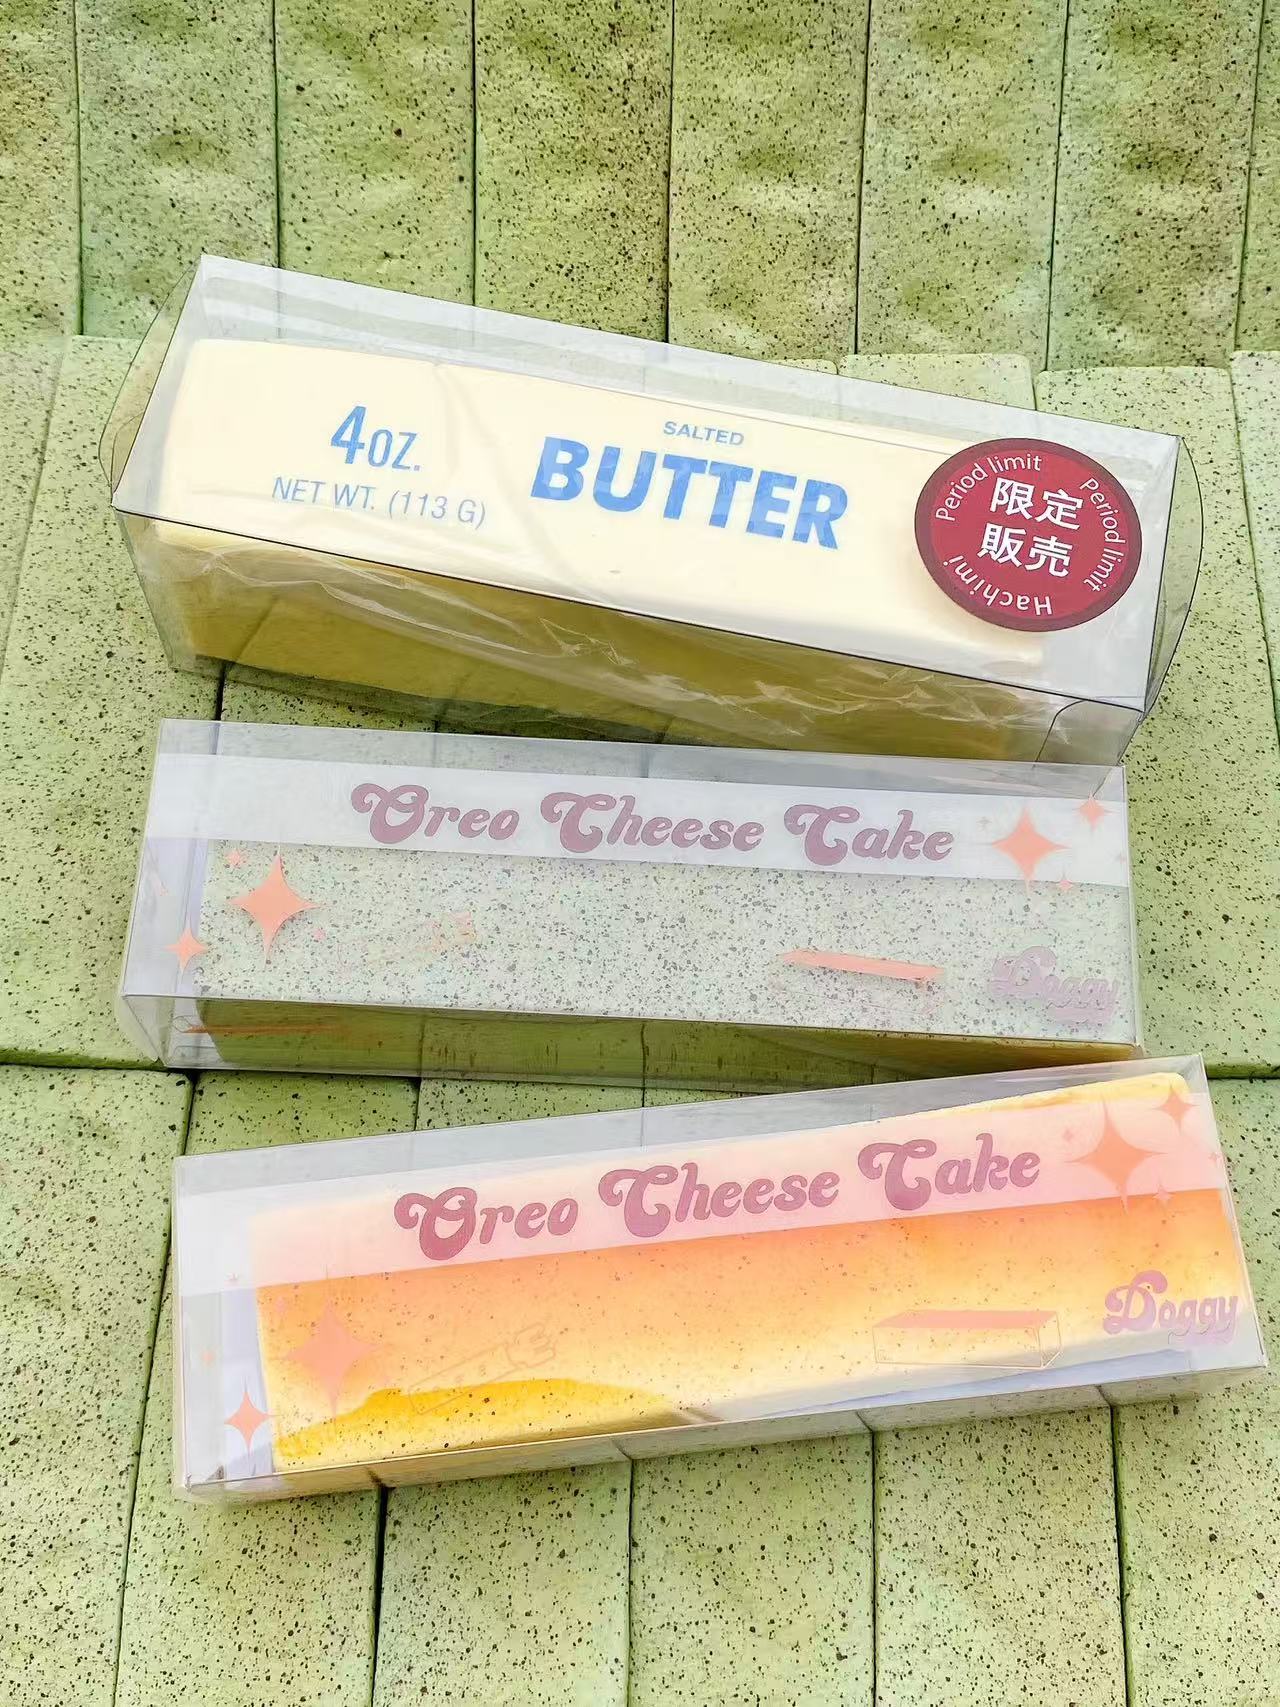 4OZ.
NET WT. (113 G)
SALTED
BUTTER
Period limit
Period limit
限定
販売
Hachimi
Oreo Cheese Cake
Doggy
Oreo Cheese Cake
Doggy